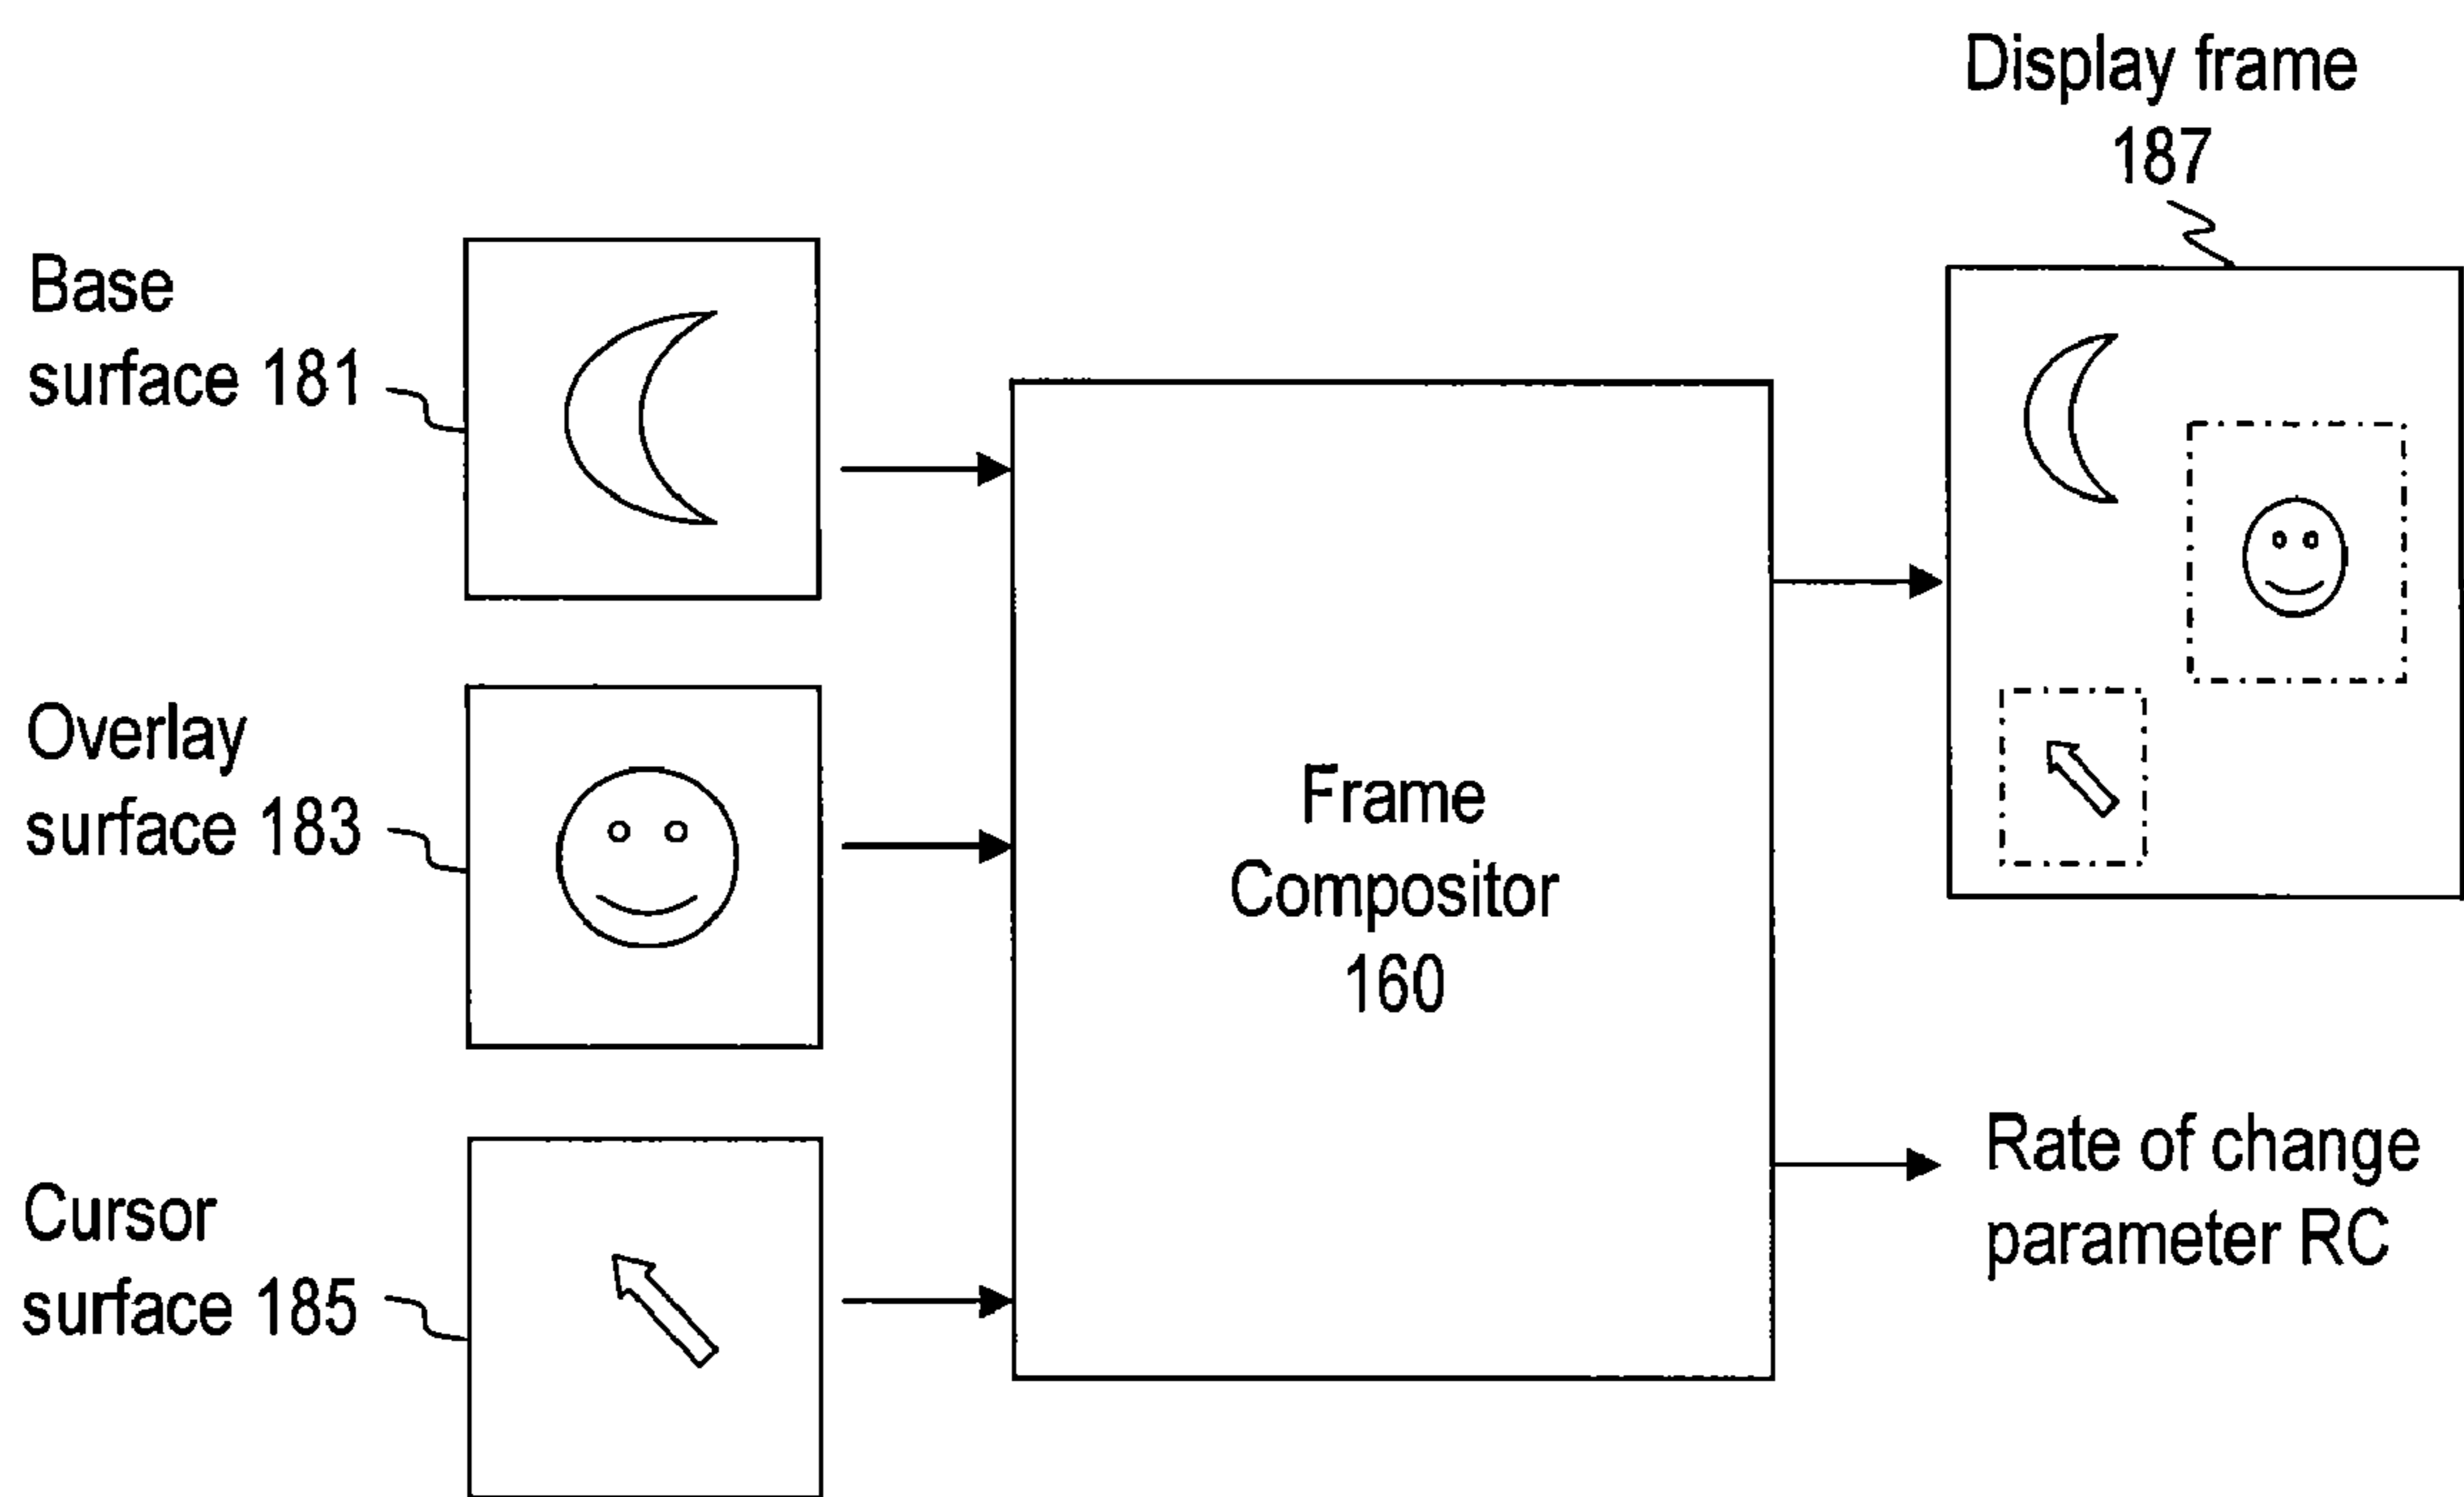 Display frame
187
Base
surface 181
Overlay
surface 183
Cursor
surface 185
Frame
Compositor
160
Rate of change
parameter RC